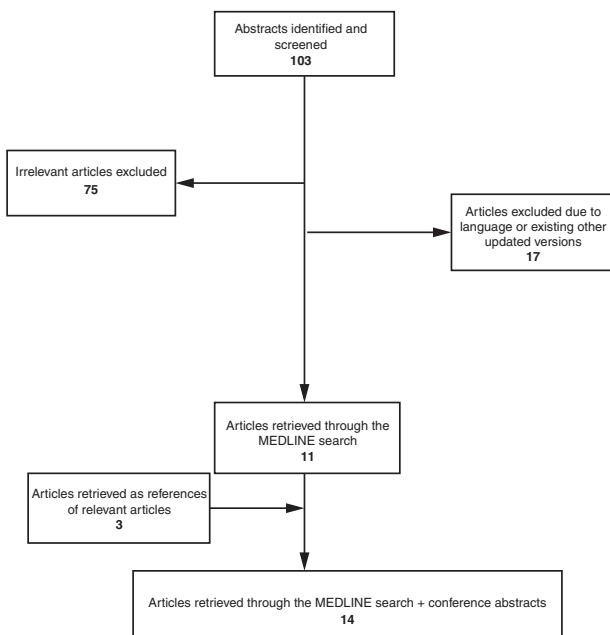 Abstracts identified and
screened
103
Irrelevant articles excluded
75
Articles excluded due to
language or existing other
updated versions
17
Articles retrieved through the
MEDLINE search
11
Articles retrieved as references
of relevant articles
3
Articles retrieved through the MEDLINE search + conference abstracts
14